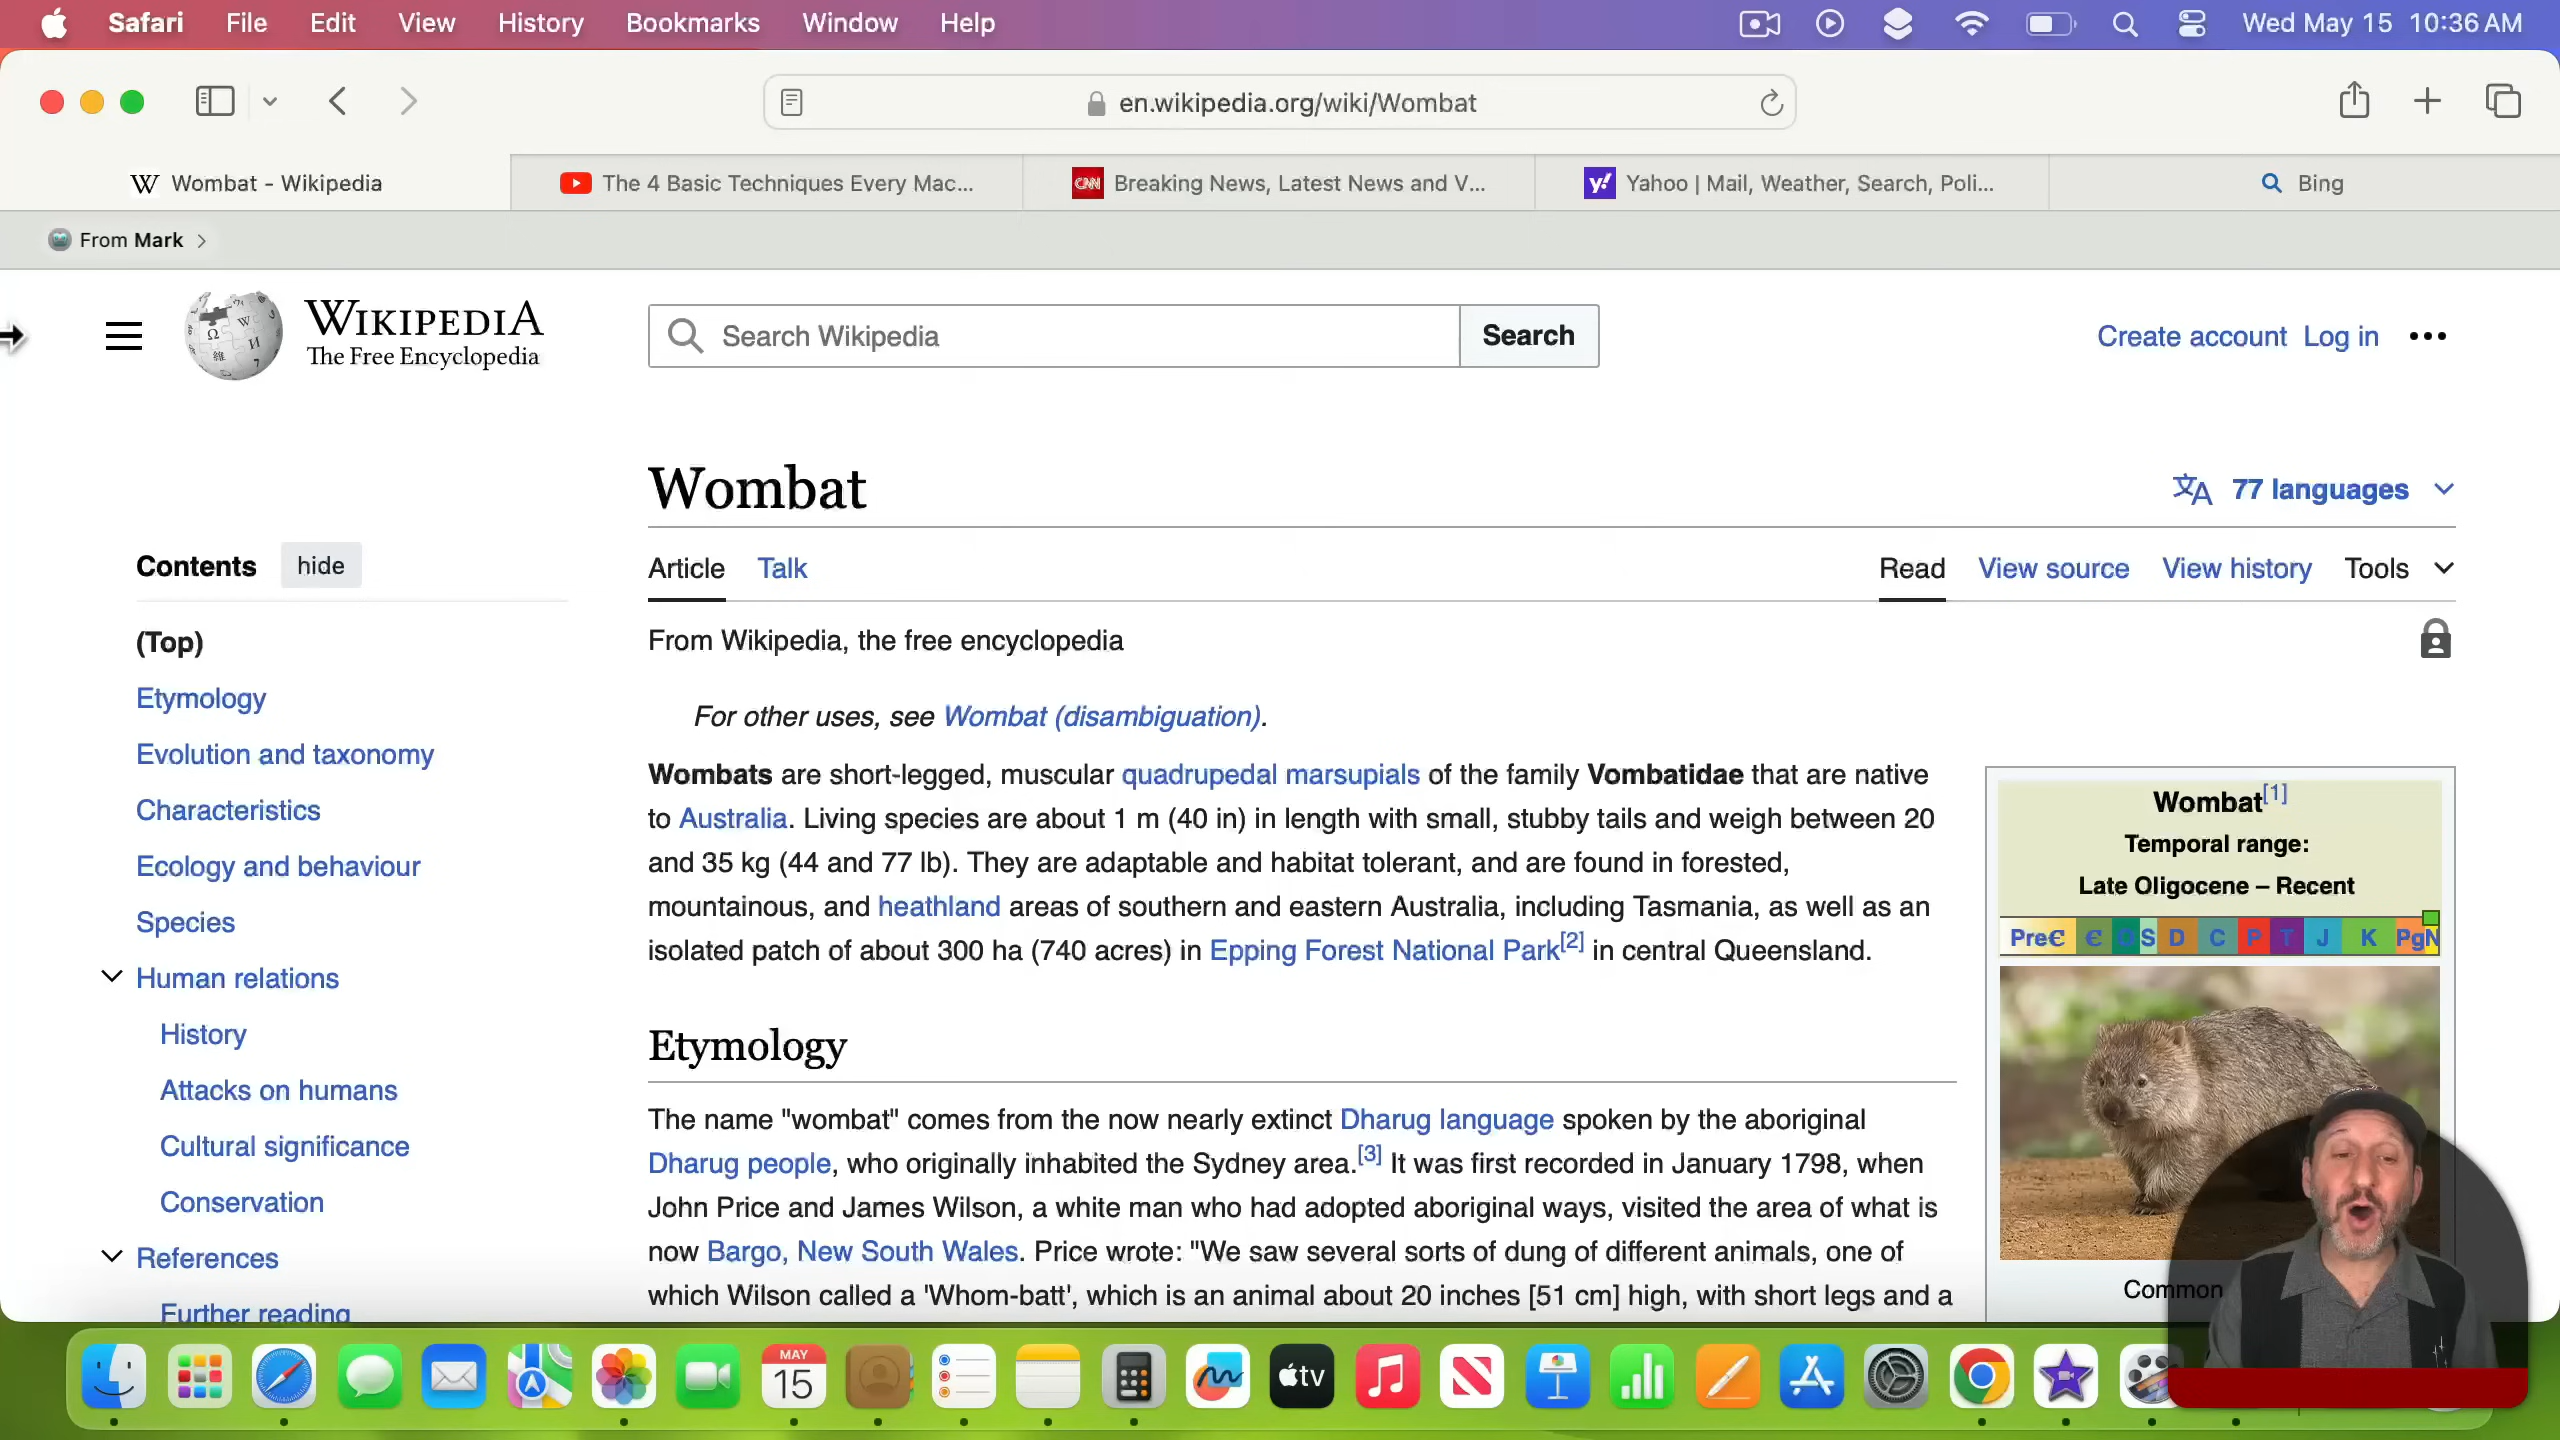 Safari File Edit View History Bookmarks Window Help Wed May 15 10:36 AM
en.wikipedia.org/wiki/Wombat
W Wombat - Wikipedia
The 4 Basic Techniques Every Mac...
CNN Breaking News, Latest News and V...
y! Yahoo | Mail, Weather, Search, Poli...
Bing
From Mark
WIKIPEDIA
The Free Encyclopedia
Search Wikipedia
Search
Create account Log in
Wombat
77 languages
Contents hide
(Top)
Etymology
Evolution and taxonomy
Characteristics
Ecology and behaviour
Species
Human relations
History
Attacks on humans
Cultural significance
Conservation
References
Further reading
Article Talk
Read View source View history Tools
From Wikipedia, the free encyclopedia
For other uses, see Wombat (disambiguation).
Wombats are short-legged, muscular quadrupedal marsupials of the family Vombatidae that are native
to Australia. Living species are about 1 m (40 in) in length with small, stubby tails and weigh between 20
and 35 kg (44 and 77 lb). They are adaptable and habitat tolerant, and are found in forested,
mountainous, and heathland areas of southern and eastern Australia, including Tasmania, as well as an
isolated patch of about 300 ha (740 acres) in Epping Forest National Park[2] in central Queensland.
Etymology
The name "wombat" comes from the now nearly extinct Dharug language spoken by the aboriginal
Dharug people, who originally inhabited the Sydney area.[3] It was first recorded in January 1798, when
John Price and James Wilson, a white man who had adopted aboriginal ways, visited the area of what is
now Bargo, New South Wales. Price wrote: "We saw several sorts of dung of different animals, one of
which Wilson called a 'Whom-batt', which is an animal about 20 inches [51 cm] high, with short legs and a
Wombat[1]
Temporal range:
Late Oligocene – Recent
PreꞒ Ꞓ O S D C P T J K Pg N
Common
MAY
15
tv